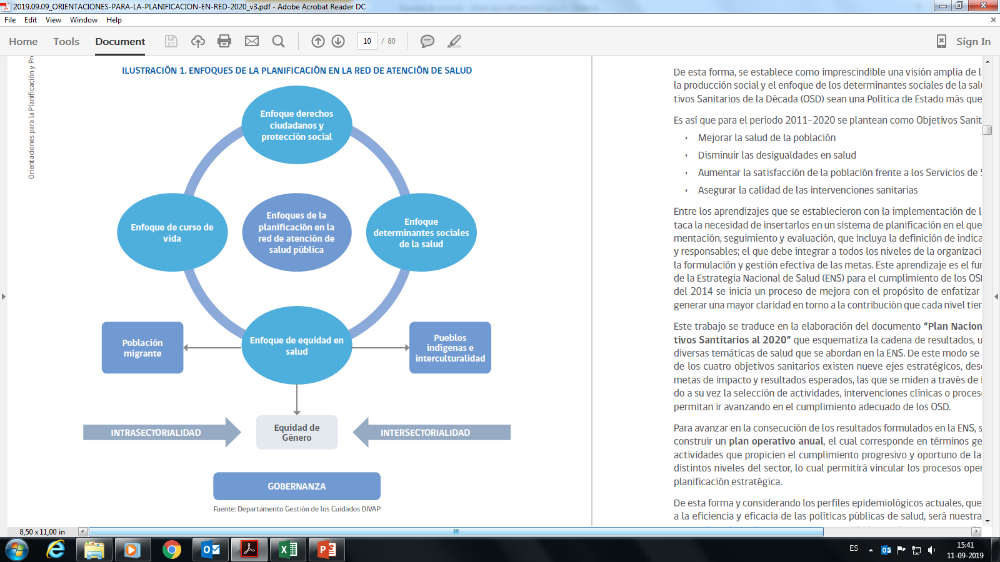 2019.09.09_ORIENTACIONES-PARA-LA-PLANIFICACION-EN-RED-2020_v3.pdf - Adobe Acrobat Reader DC
File Edit View Window Help
Home Tools Document 10 / 80 Sign In
Orientaciones para la Planificación y Pr
ILUSTRACIÓN 1. ENFOQUES DE LA PLANIFICACIÓN EN LA RED DE ATENCIÓN DE SALUD
Enfoque derechos
ciudadanos y
protección social
Enfoque de curso de
vida
Enfoques de la
planificación en la
red de atención de
salud pública
Enfoque
determinantes sociales
de la salud
Población
migrante
Enfoque de equidad en
salud
Pueblos
indígenas e
interculturalidad
INTRASECTORIALIDAD
Equidad de
Género
INTERSECTORIALIDAD
GOBERNANZA
Fuente: Departamento Gestión de los Cuidados DIVAP
De esta forma, se establece como imprescindible una visión amplia de l
la producción social y el enfoque de los determinantes sociales de la salu
tivos Sanitarios de la Década (OSD) sean una Política de Estado más que
Es así que para el periodo 2011-2020 se plantean como Objetivos Sanit
· Mejorar la salud de la población
· Disminuir las desigualdades en salud
· Aumentar la satisfacción de la población frente a los Servicios de S
· Asegurar la calidad de las intervenciones sanitarias
Entre los aprendizajes que se establecieron con la implementación de l
taca la necesidad de insertarlos en un sistema de planificación en el que
mentación, seguimiento y evaluación, que incluya la definición de indica
y responsables; el que debe integrar a todos los niveles de la organizaci
la formulación y gestión efectiva de las metas. Este aprendizaje es el fur
de la Estrategia Nacional de Salud (ENS) para el cumplimiento de los OS
del 2014 se inicia un proceso de mejora con el propósito de enfatizar
generar una mayor claridad en torno a la contribución que cada nivel tien
Este trabajo se traduce en la elaboración del documento “Plan Nacion
tivos Santitarios al 2020” que esquematiza la cadena de resultados, u
diversas temáticas de salud que se abordan en la ENS. De este modo se
de los cuatro objetivos sanitarios existen nueve ejes estratégicos, des
metas de impacto y resultados esperados, las que se miden a través de i
do a su vez la selección de actividades, intervenciones clínicas o proces
permitan ir avanzando en el cumplimiento adecuado de los OSD.
Para avanzar en la consecución de los resultados formulados en la ENS, s
construir un plan operativo anual, el cual corresponde en términos ge
actividades que propicien el cumplimiento progresivo y oportuno de la
distintos niveles del sector, lo cual permitirá vincular los procesos oper
planificación estratégica.
De esta forma y considerando los perfiles epidemiológicos actuales, que
a la eficiencia y eficacia de las políticas públicas de salud, será nuestra
8,50 x 11,00 in
ES
15:41
11-09-2019